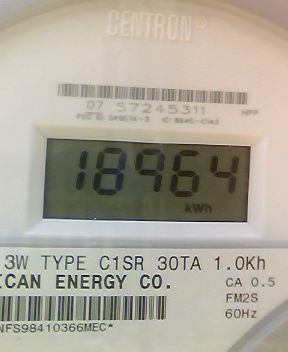 CENTRON®
07 57245311 HPP
18964
kWh
3W TYPE C1SR 30TA 1.0Kh
ICAN ENERGY CO. CA 0.5
FM2S
NFS98410366MEC* 60Hz